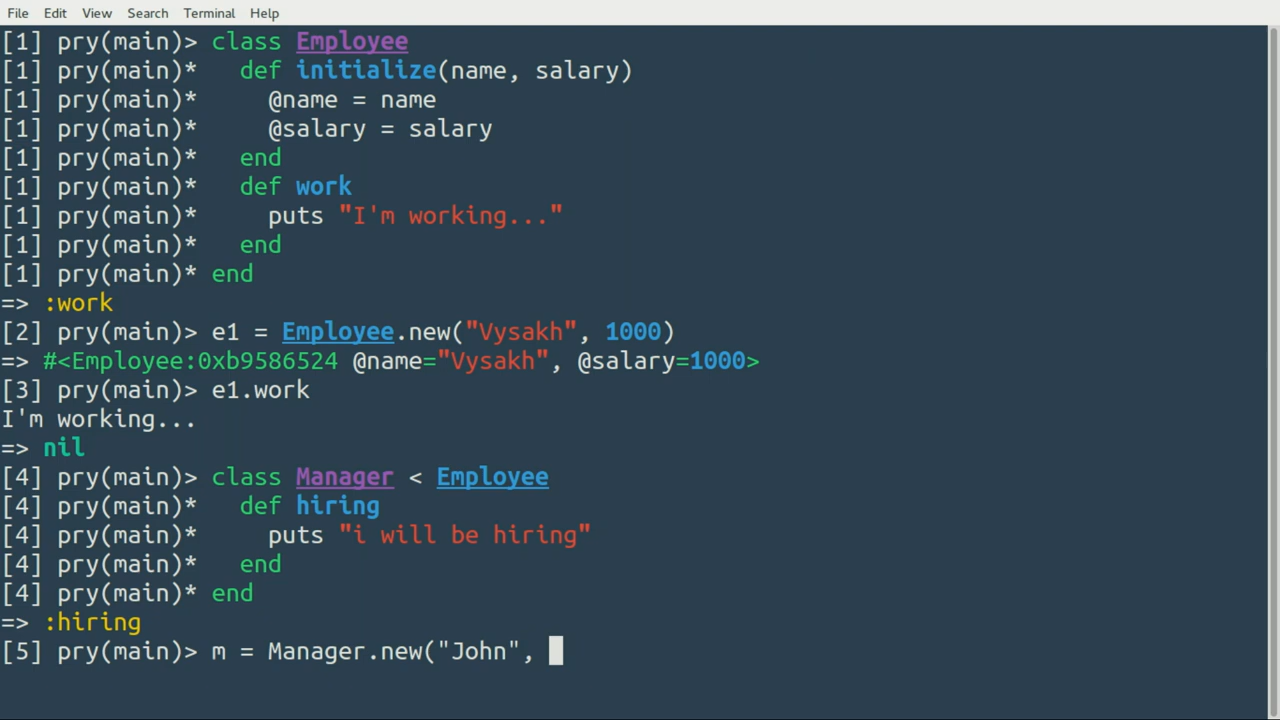 File Edit View Search Terminal Help
[1] pry(main)> class Employee
[1] pry(main)*   def initialize(name, salary)
[1] pry(main)*     @name = name
[1] pry(main)*     @salary = salary
[1] pry(main)*   end
[1] pry(main)*   def work
[1] pry(main)*     puts "I'm working..."
[1] pry(main)*   end
[1] pry(main)* end
=> :work
[2] pry(main)> e1 = Employee.new("Vysakh", 1000)
=> #<Employee:0xb9586524 @name="Vysakh", @salary=1000>
[3] pry(main)> e1.work
I'm working...
=> nil
[4] pry(main)> class Manager < Employee
[4] pry(main)*   def hiring
[4] pry(main)*     puts "i will be hiring"
[4] pry(main)*   end
[4] pry(main)* end
=> :hiring
[5] pry(main)> m = Manager.new("John",